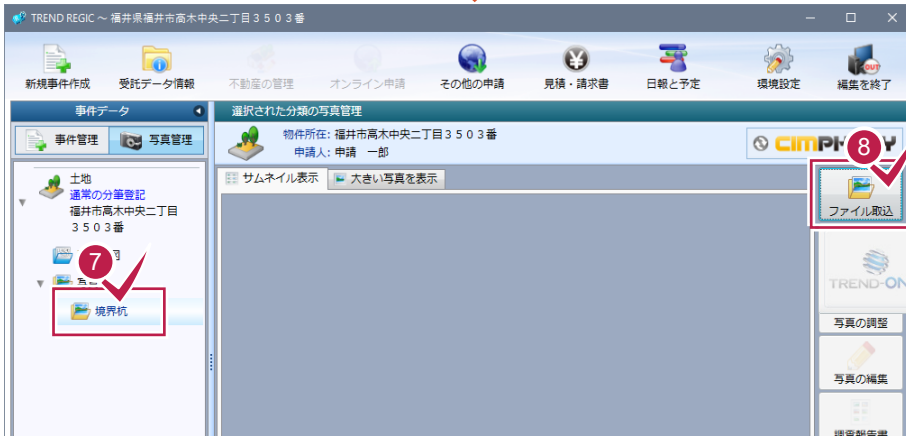 TREND REGIC ～ 福井県福井市高木中央二丁目３５０３番
新規事件作成 受託データ情報 不動産の管理 オンライン申請 その他の申請 見積・請求書 日報と予定 環境設定 編集を終了
事件データ 選択された分類の写真管理
事件管理 写真管理
物件所在: 福井市高木中央二丁目３５０３番
申請人: 申請 一郎
8
サムネイル表示 大きい写真を表示
土地
通常の分筆登記
福井市高木中央二丁目
３５０３番
ファイル取込
7
境界杭
TREND-ON
写真の調整
写真の編集
調査報告書